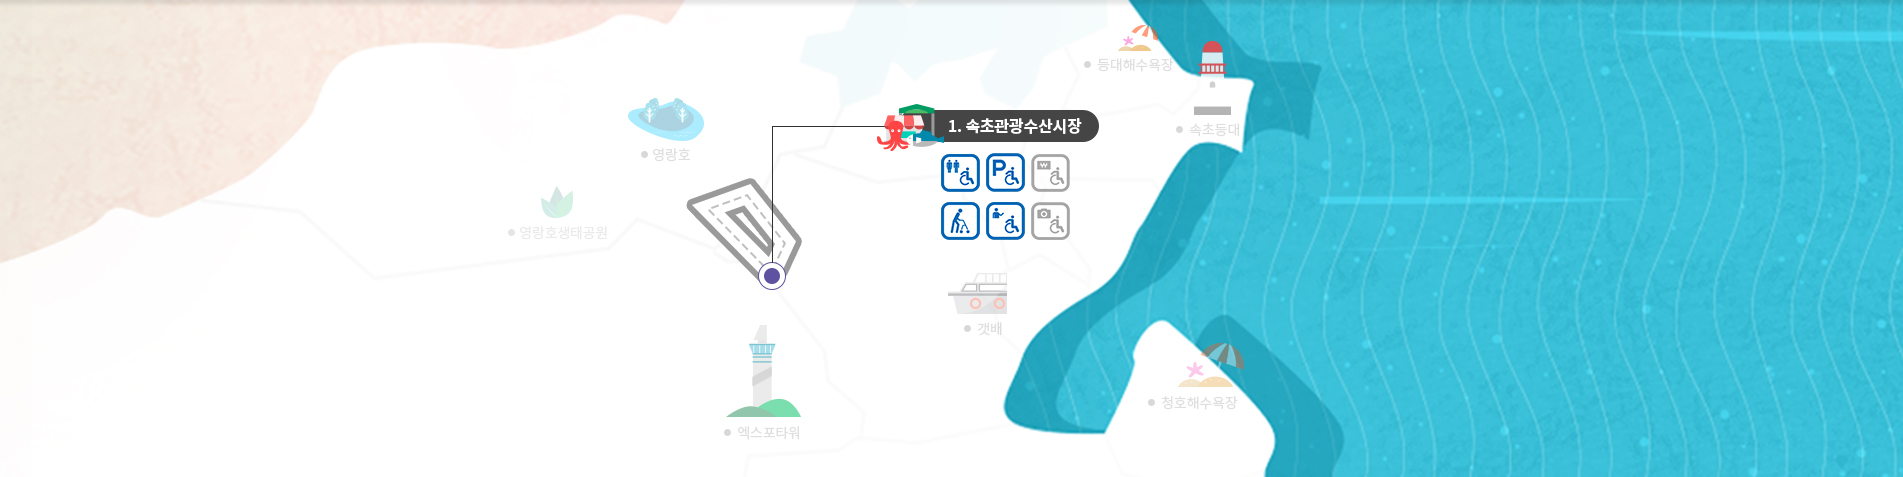 등대해수욕장
1. 속초관광수산시장
속초등대
영랑호
P
₩
영랑호생태공원
갯배
청호해수욕장
엑스포타워